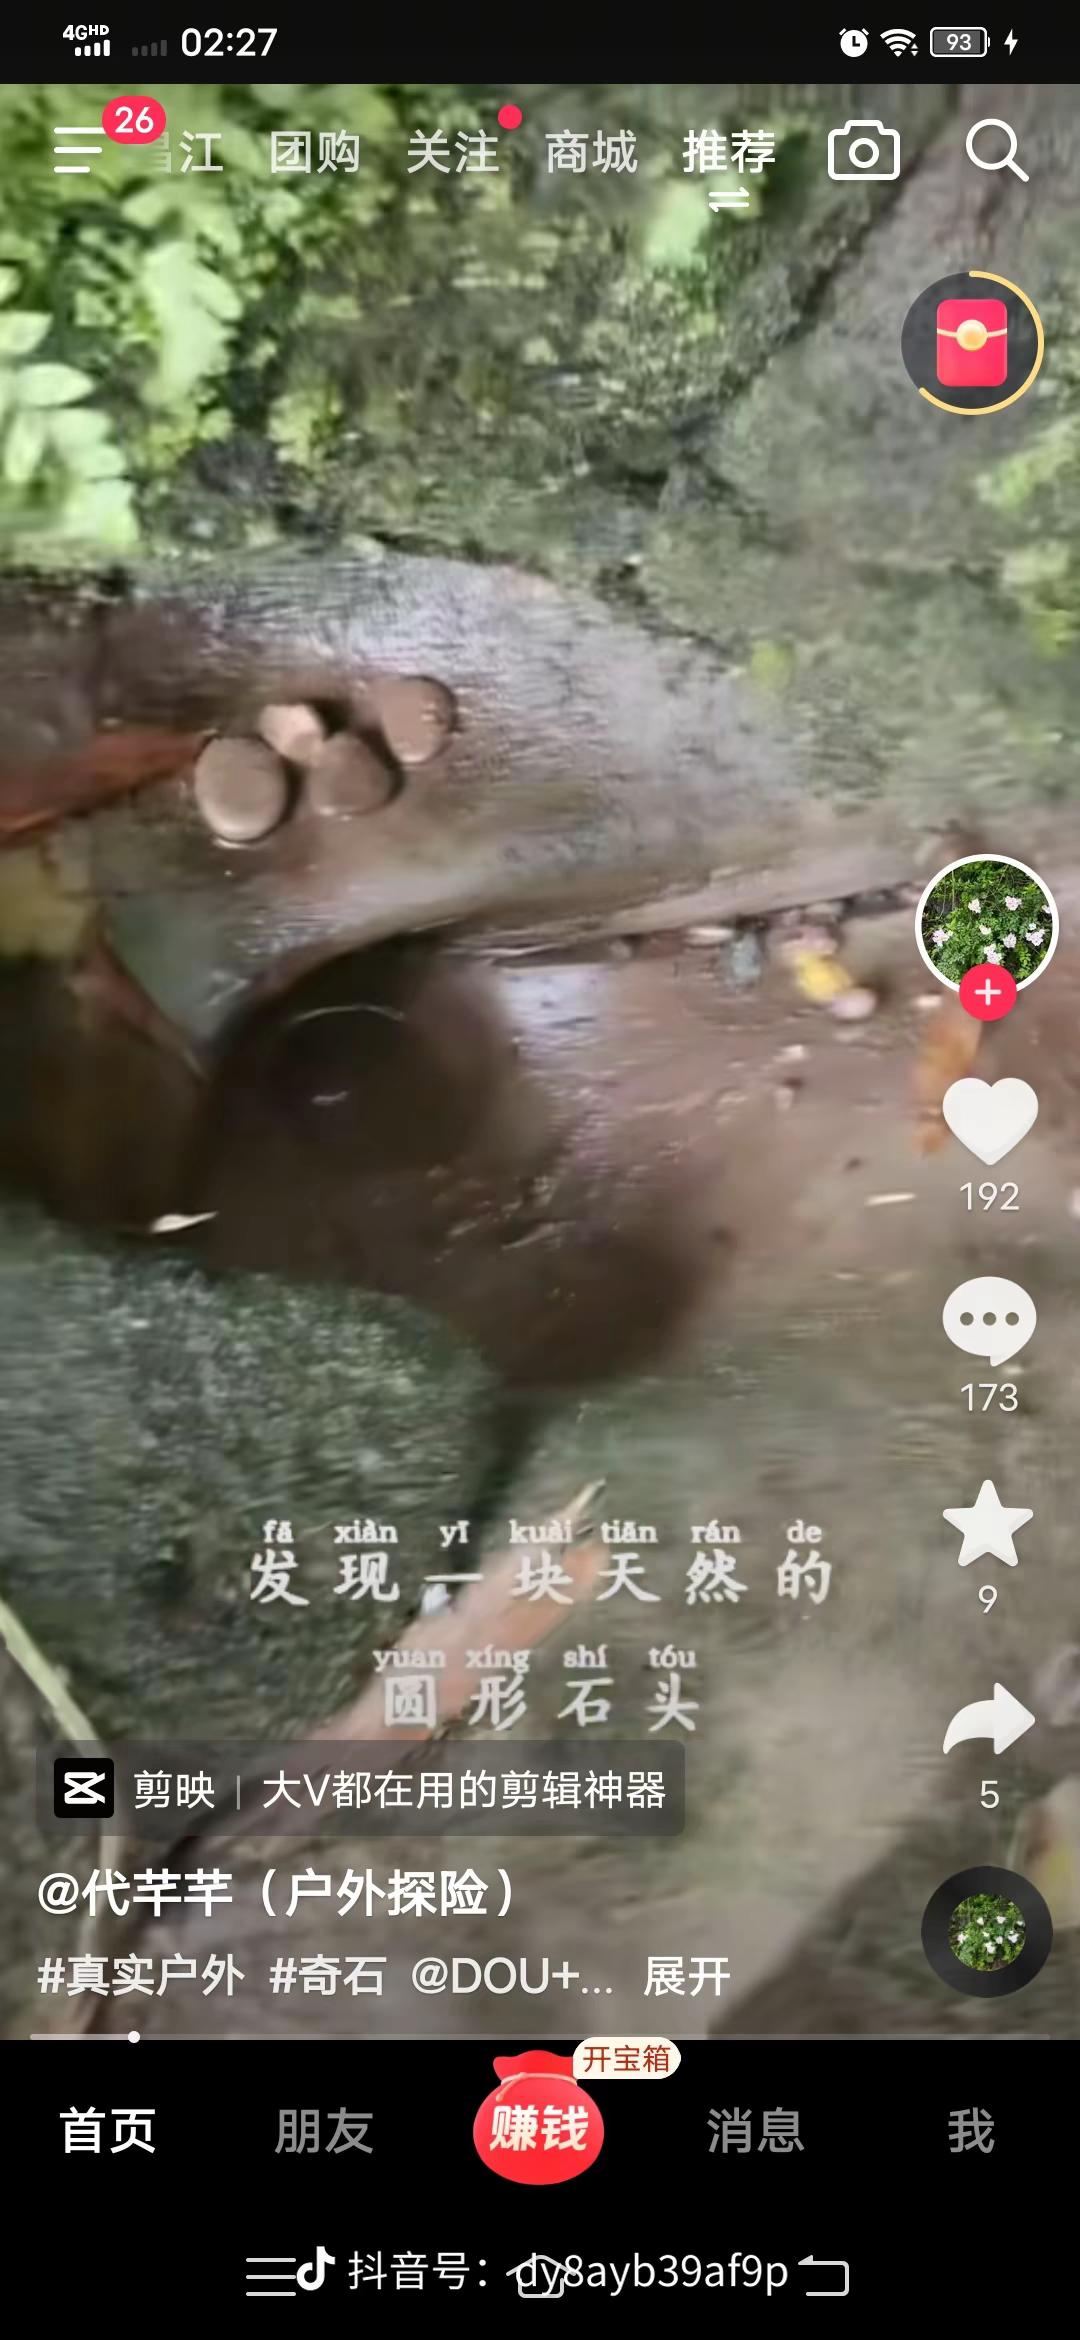 4GHD 02:27 93
26 江 团购 关注 商城 推荐
192
173
9
fā xiàn yī kuài tiān rán de
发现一块天然的
yuán xíng shí tóu
圆形石头
5
剪映 | 大V都在用的剪辑神器
@代芊芊（户外探险）
#真实户外 #奇石 @DOU+... 展开
开宝箱
首页 朋友 赚钱 消息 我
抖音号：dy8ayb39af9p